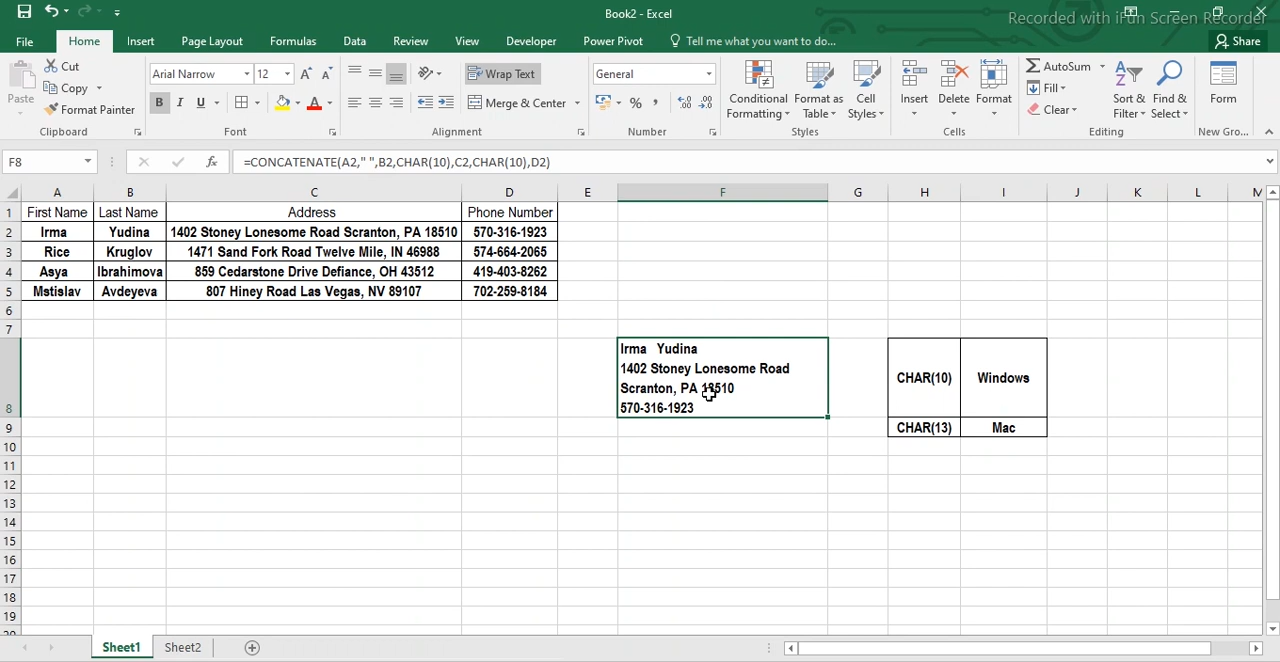 Book2 - Excel
Recorded with iFun Screen Recorder
File Home Insert Page Layout Formulas Data Review View Developer Power Pivot Tell me what you want to do... Share
Paste Cut Copy Format Painter
Clipboard
Arial Narrow 12
B I U A
Font
Wrap Text
Merge & Center
Alignment
General
%
Number
Conditional Formatting
Format as Table
Cell Styles
Styles
Insert Delete Format
Cells
AutoSum
Fill
Clear
Sort & Filter
Find & Select
Editing
Form
New Gro...
F8 fx =CONCATENATE(A2," ",B2,CHAR(10),C2,CHAR(10),D2)
A B C D E F G H I J K L M
1 First Name Last Name Address Phone Number
2 Irma Yudina 1402 Stoney Lonesome Road Scranton, PA 18510 570-316-1923
3 Rice Kruglov 1471 Sand Fork Road Twelve Mile, IN 46988 574-664-2065
4 Asya Ibrahimova 859 Cedarstone Drive Defiance, OH 43512 419-403-8262
5 Mstislav Avdeyeva 807 Hiney Road Las Vegas, NV 89107 702-259-8184
6
7
Irma Yudina
1402 Stoney Lonesome Road
Scranton, PA 18510
570-316-1923
CHAR(10) Windows
8
9 CHAR(13) Mac
10
11
12
13
14
15
16
17
18
19
20
Sheet1 Sheet2